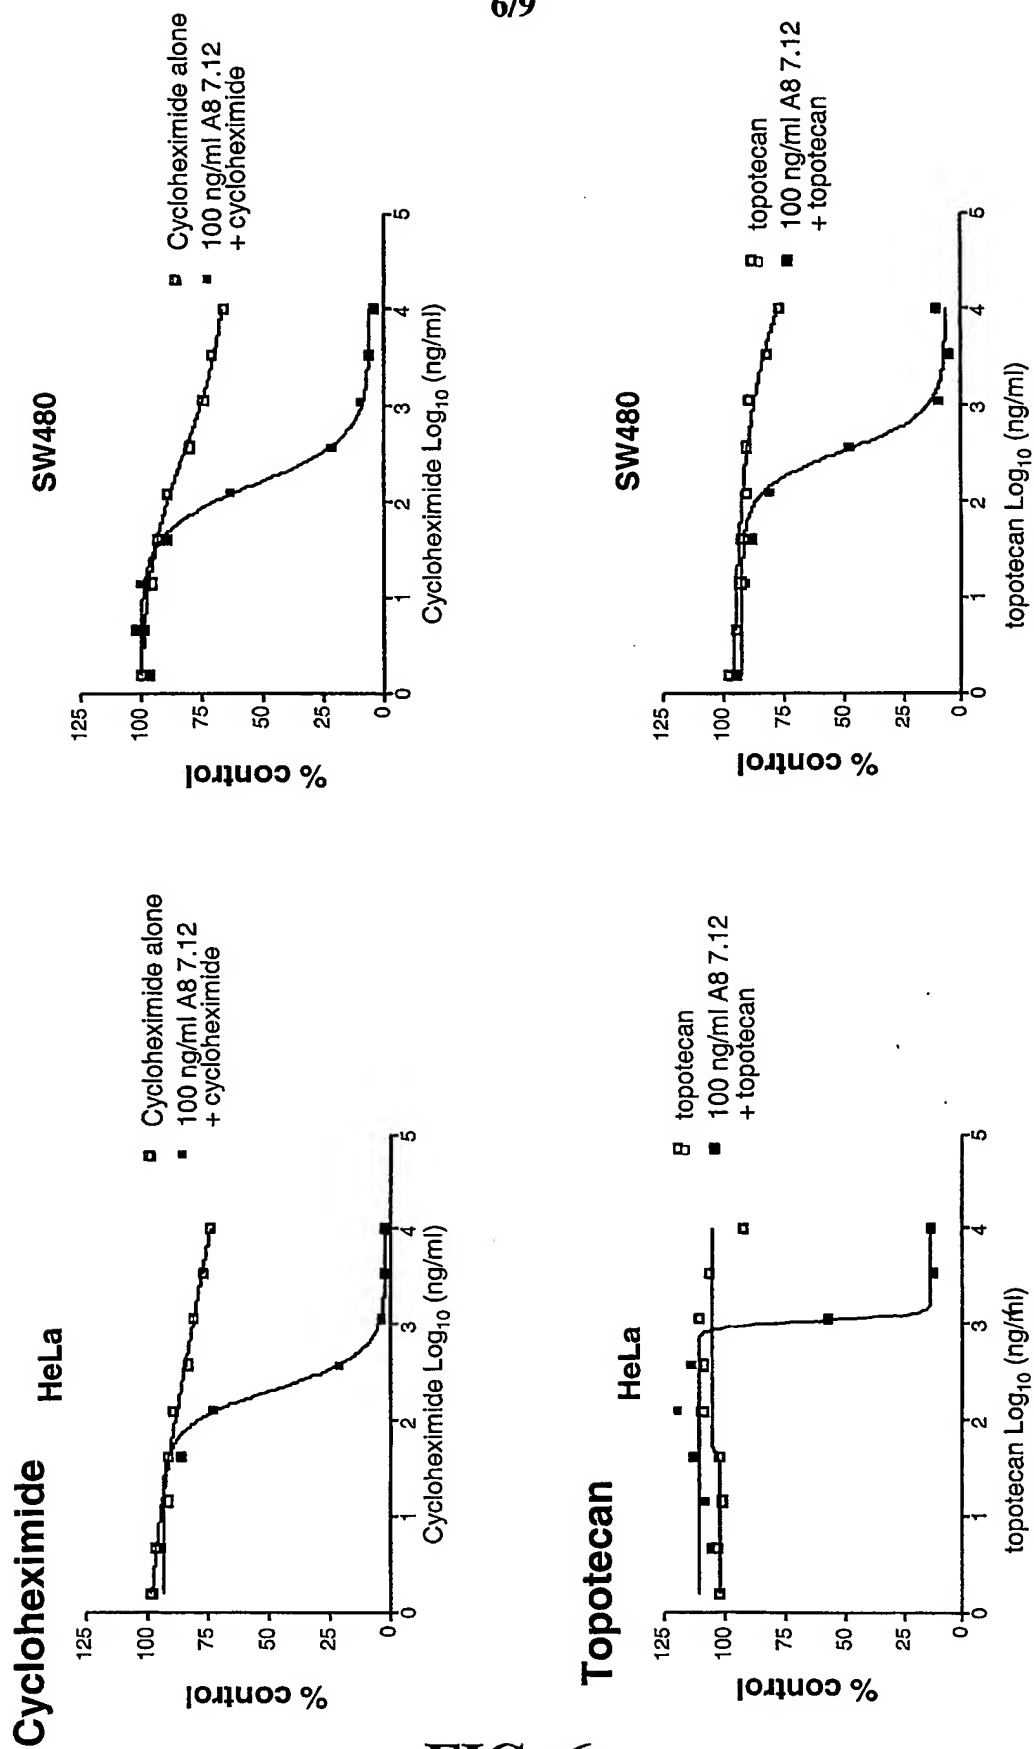 6/9
Cycloheximide
HeLa
% control
125
100
75
50
25
0
0 1 2 3 4 5
Cycloheximide Log10 (ng/ml)
Cycloheximide alone
100 ng/ml A8 7.12
+ cycloheximide
SW480
% control
125
100
75
50
25
0
0 1 2 3 4 5
Cycloheximide Log10 (ng/ml)
Cycloheximide alone
100 ng/ml A8 7.12
+ cycloheximide
Topotecan
HeLa
% control
125
100
75
50
25
0
0 1 2 3 4 5
topotecan Log10 (ng/ml)
topotecan
100 ng/ml A8 7.12
+ topotecan
SW480
% control
125
100
75
50
25
0
0 1 2 3 4 5
topotecan Log10 (ng/ml)
topotecan
100 ng/ml A8 7.12
+ topotecan